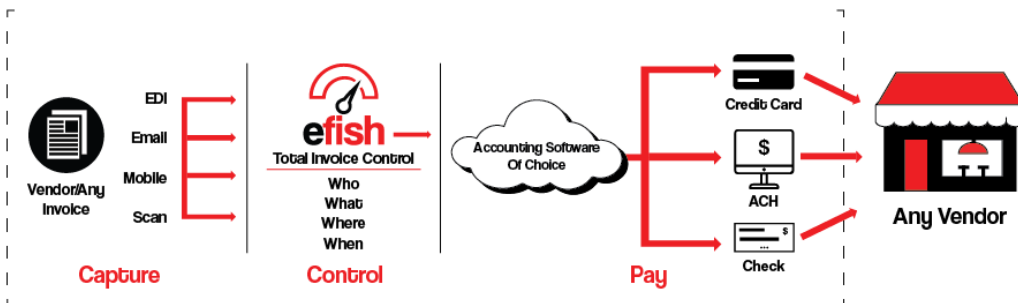 Vendor/Any
Invoice
EDI
Email
Mobile
Scan
Capture
efish
Total Invoice Control
Who
What
Where
When
Control
Accounting Software
Of Choice
Credit Card
$
ACH
$
...
Check
Pay
Any Vendor